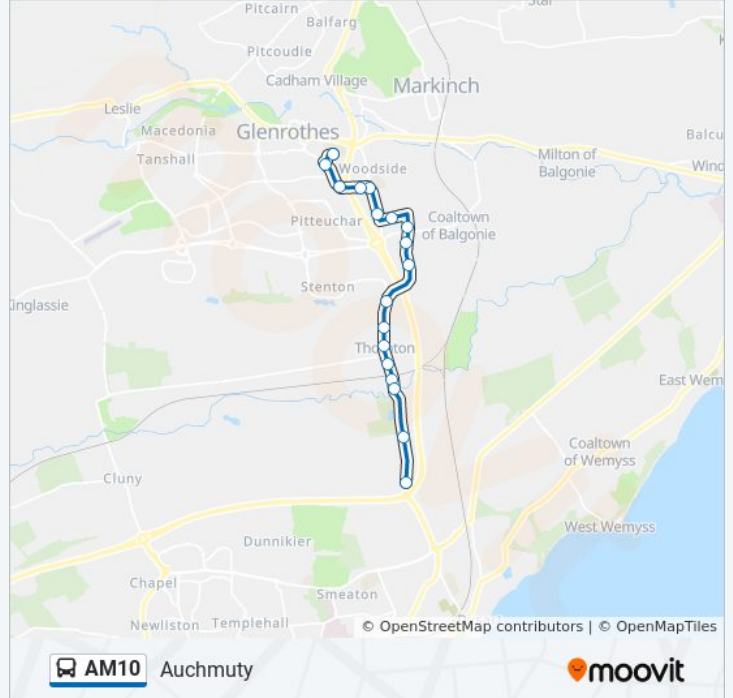 Star
Pitcairn
Balfarg
Pitcoudie
Cadham Village
Markinch
Leslie
Macedonia
Glenrothes
Balcu
Tanshall
Woodside
Milton of
Balgonie
Wind
Pitteuchar
Coaltown
of Balgonie
Stenton
Kinglassie
Thornton
East Wem
Coaltown
of Wemyss
Cluny
West Wemyss
Dunnikier
Chapel
Smeaton
Newliston
Templehall
© OpenStreetMap contributors | © OpenMapTiles
AM10 Auchmuty
moovit